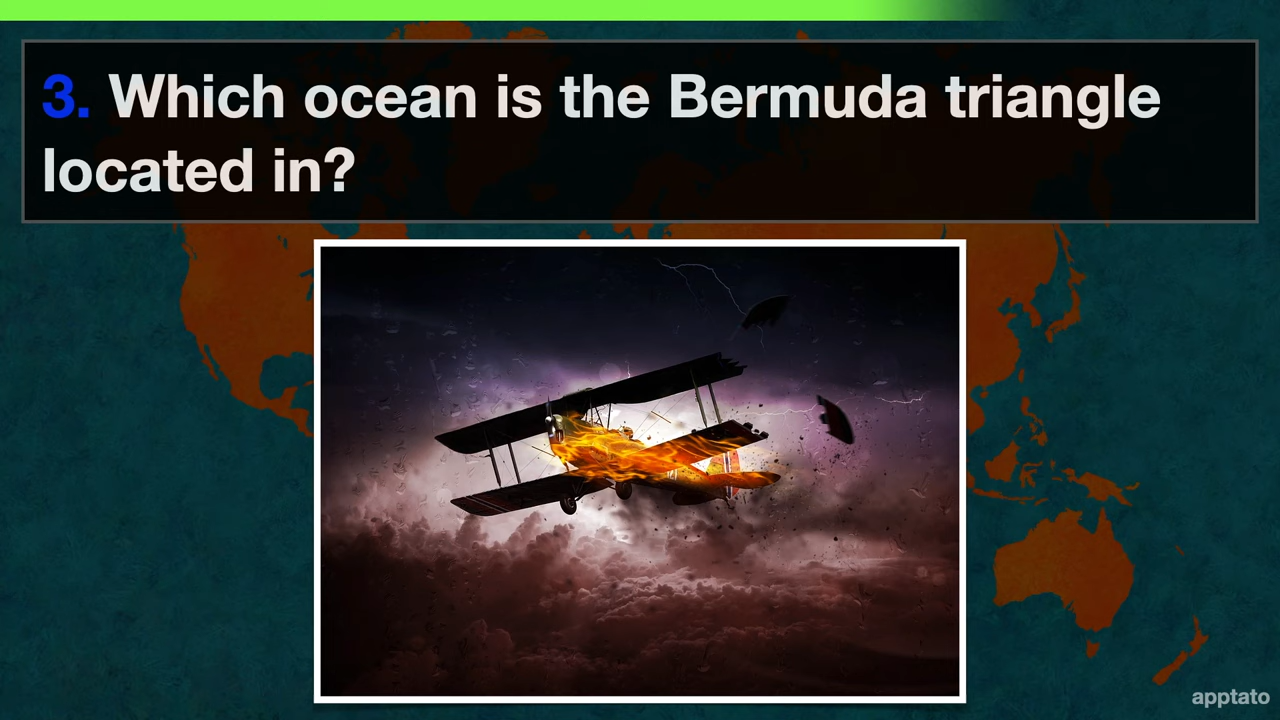 3. Which ocean is the Bermuda triangle
located in?
apptato